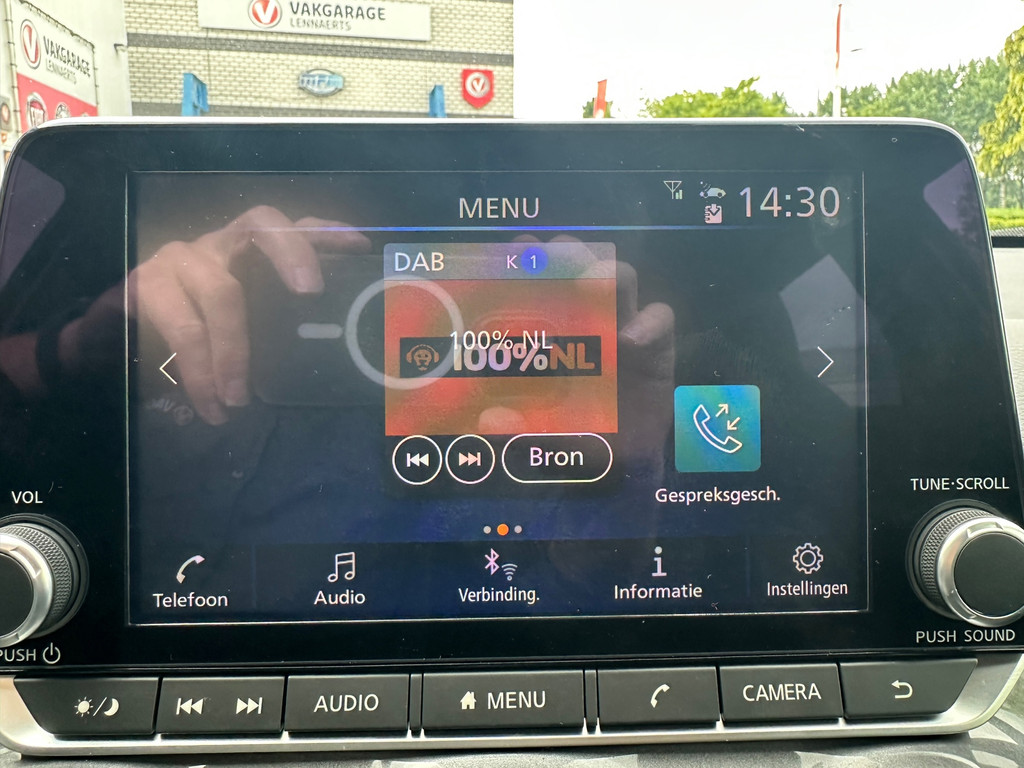 VAKGARAGE
LENNAERTS
VAKGARAGE
LENNAERTS
MENU
14:30
DAB K 1
100% NL
100%NL
Bron
Gespreksgesch.
VOL
TUNE·SCROLL
Telefoon
Audio
Verbinding.
Informatie
Instellingen
PUSH
PUSH SOUND
AUDIO
MENU
CAMERA